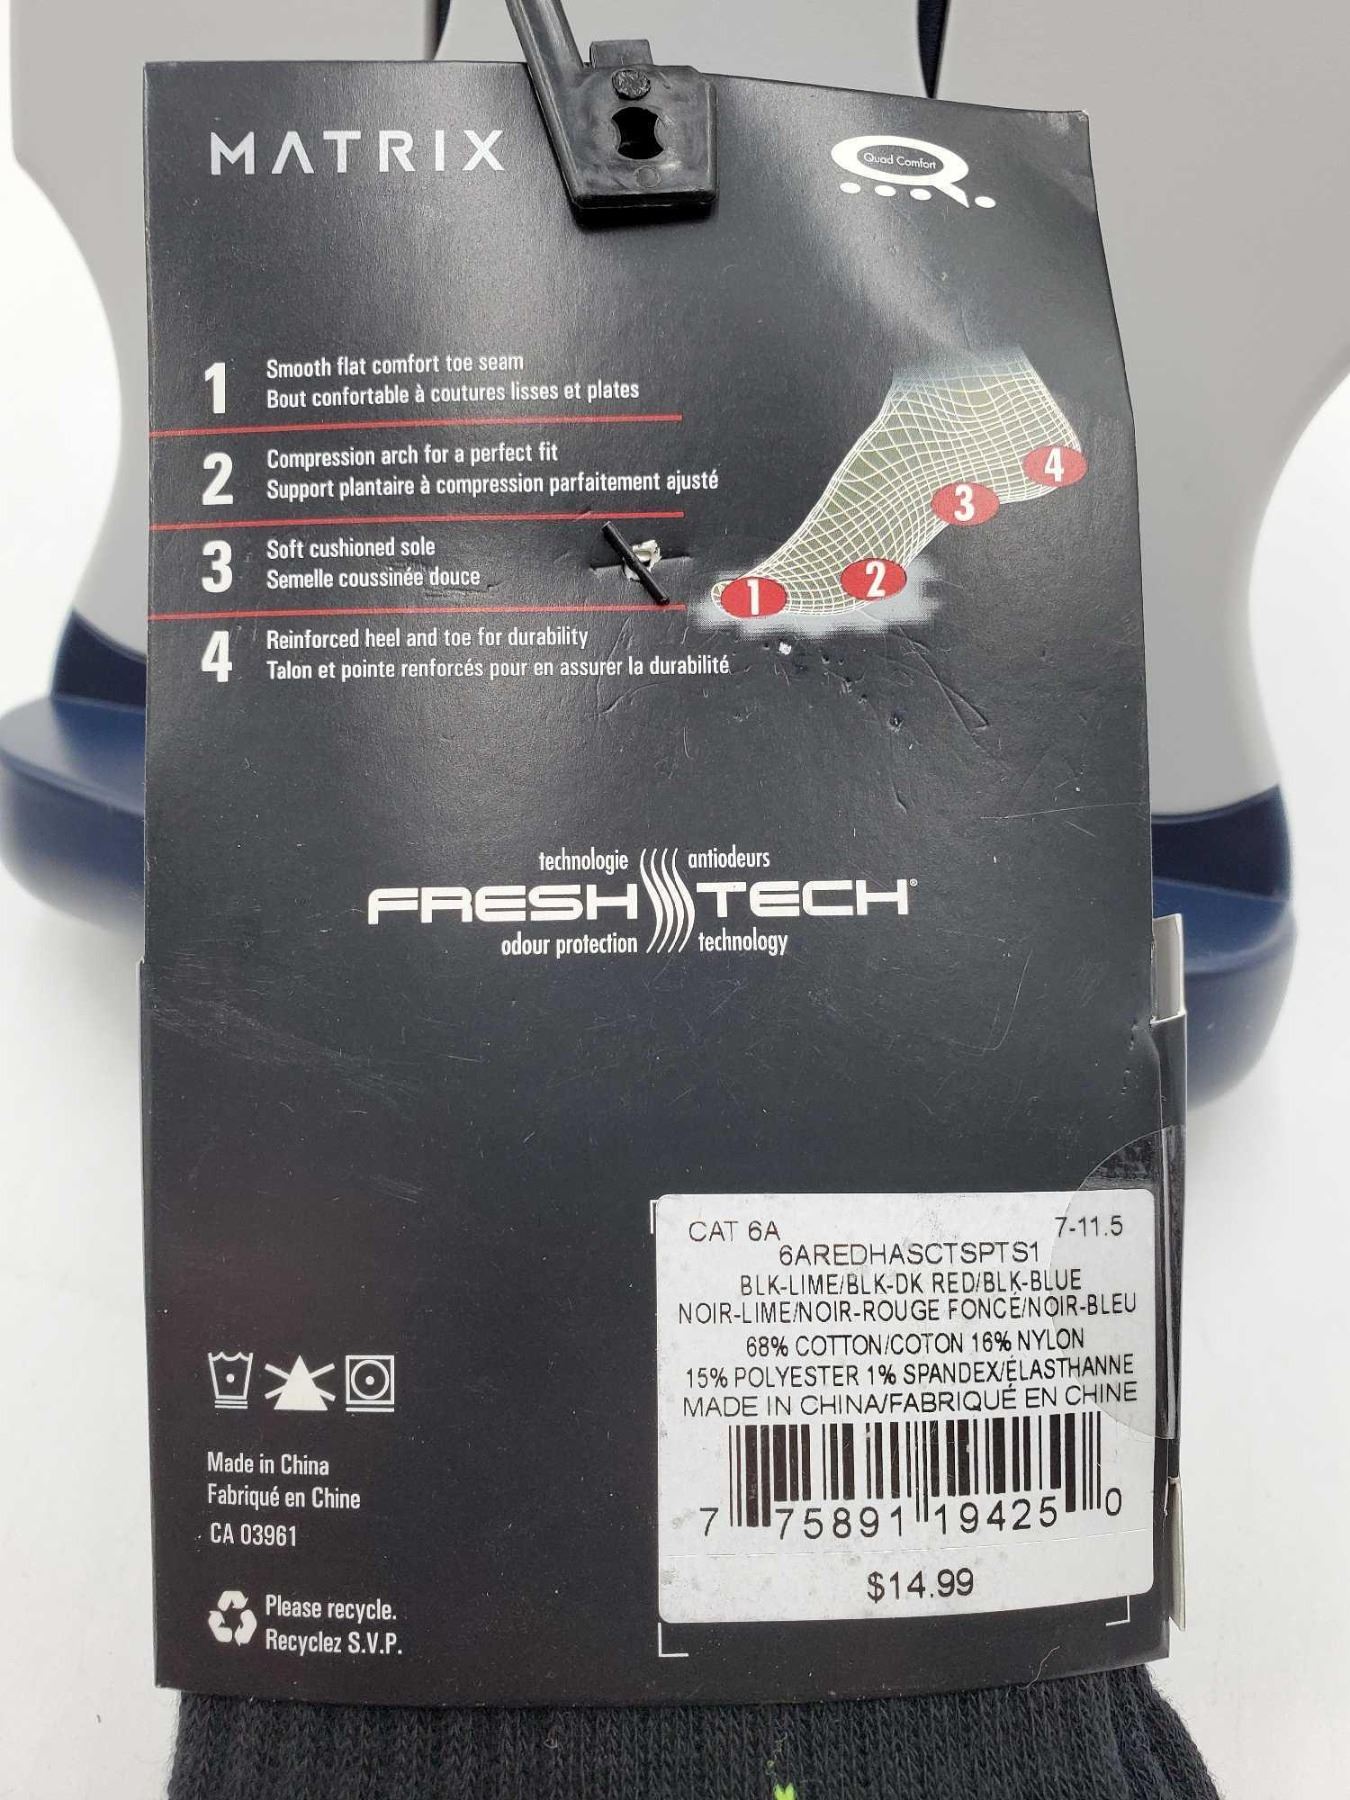 MATRIX
Quad Comfort
1 Smooth flat comfort toe seam
Bout confortable à coutures lisses et plates
2 Compression arch for a perfect fit
Support plantaire à compression parfaitement ajusté
3 Soft cushioned sole
Semelle coussinée douce
4 Reinforced heel and toe for durability
Talon et pointe renforcés pour en assurer la durabilité
1 2 3 4
technologie antiodeurs
FRESH TECH®
odour protection technology
CAT 6A 7-11.5
6AREDHASCTSPTS1
BLK-LIME/BLK-DK RED/BLK-BLUE
NOIR-LIME/NOIR-ROUGE FONCÉ/NOIR-BLEU
68% COTTON/COTON 16% NYLON
15% POLYESTER 1% SPANDEX/ÉLASTHANNE
MADE IN CHINA/FABRIQUÉ EN CHINE
7 75891 19425 0
$14.99
Made in China
Fabriqué en Chine
CA 03961
Please recycle.
Recyclez S.V.P.